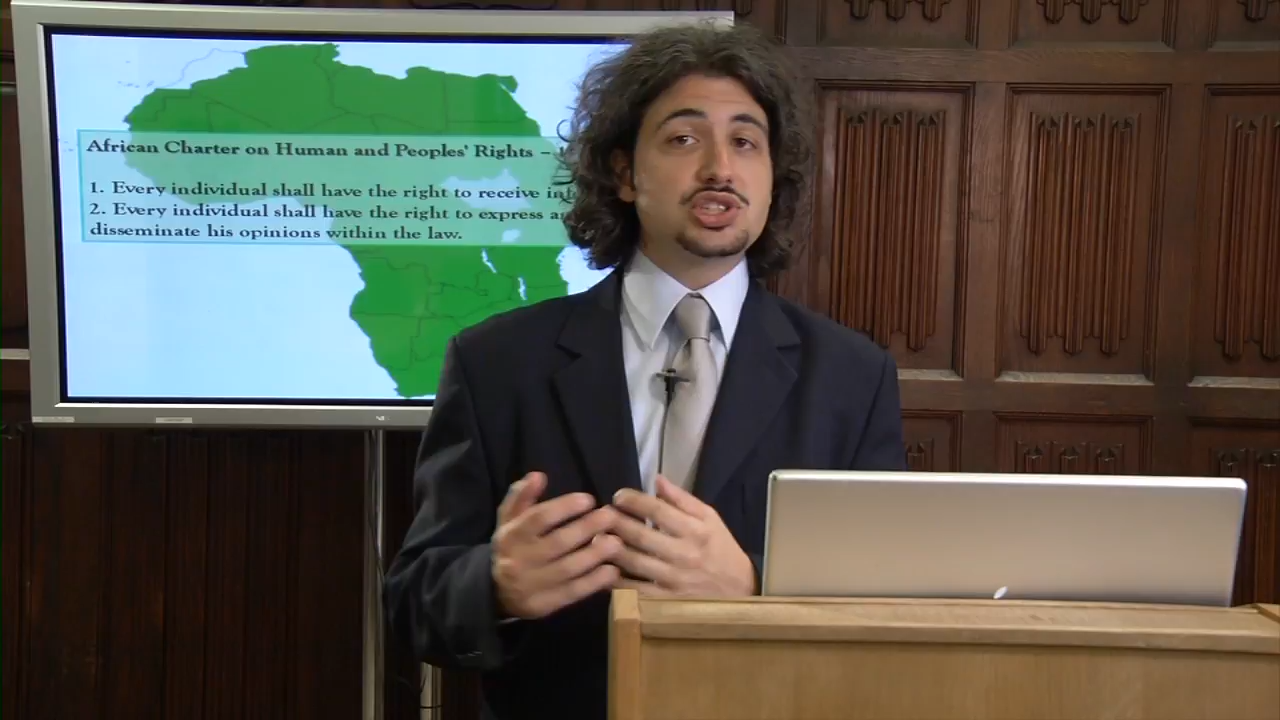 African Charter on Human and Peoples' Rights –
1. Every individual shall have the right to receive
2. Every individual shall have the right to express
disseminate his opinions within the law.